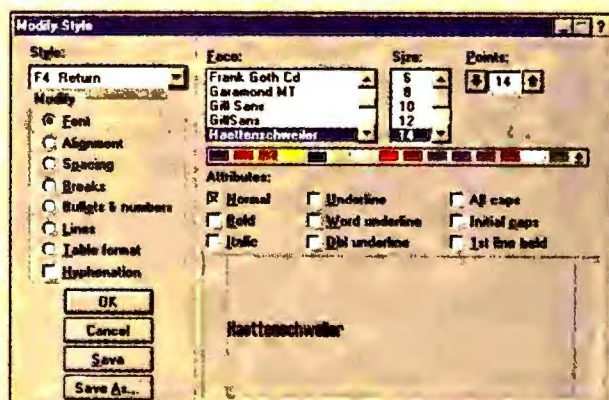 Modify Style
?
Style:
F4 Return
Modify
Font
Alignment
Spacing
Breaks
Bullets & numbers
Lines
Table format
Hyphenation
OK
Cancel
Save
Save As...
Face:
Frank Goth Cd
Garamond MT
Gill Sans
GillSans
Haettenschweiler
Size:
6
8
10
12
14
Points:
14
Attributes:
Normal
Bold
Italic
Underline
Word underline
Dbl underline
All caps
Initial caps
1st line bold
Haettenschweiler